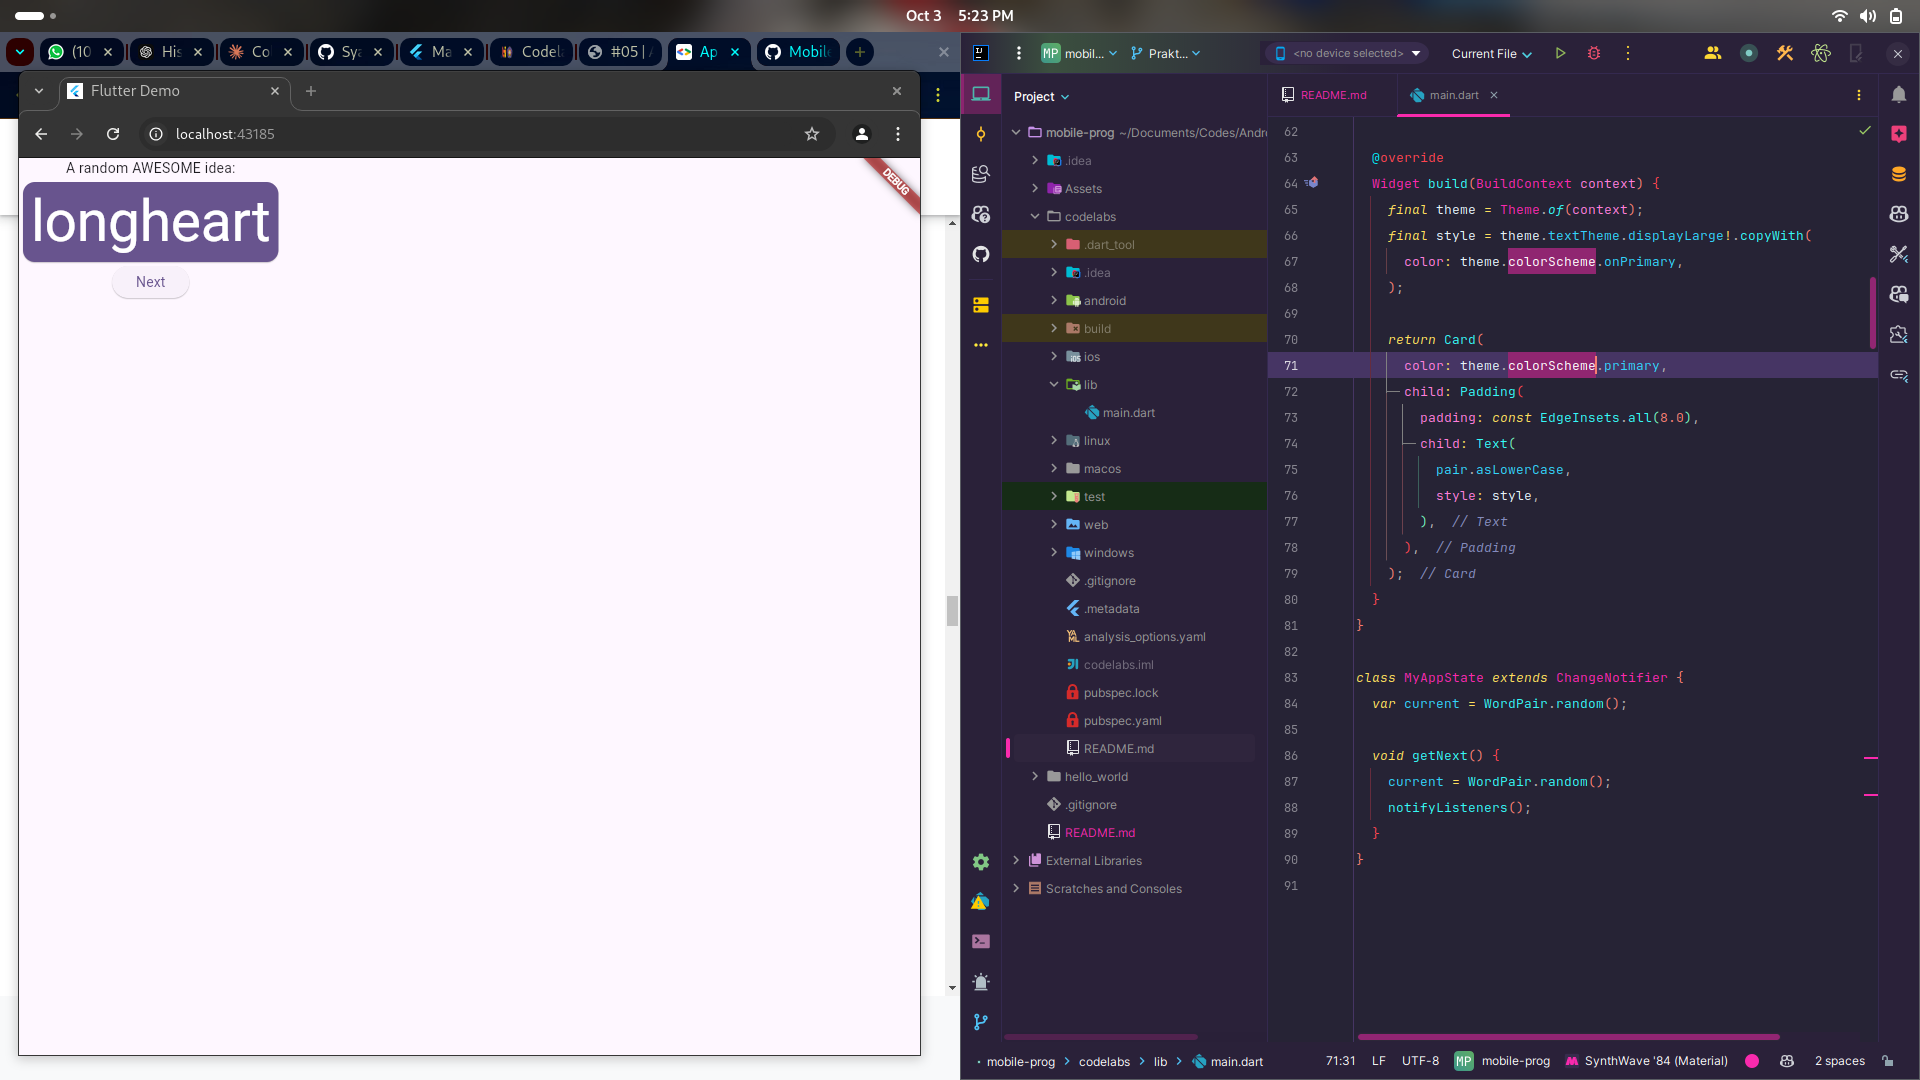 Oct 3 5:23 PM
(10 His Col Sya Ma Codela #05 | A Ap Mobile
Flutter Demo
localhost:43185
DEBUG
A random AWESOME idea:
longheart
Next
MP mobil... Prakt... <no device selected> Current File
Project
README.md main.dart
mobile-prog ~/Documents/Codes/Andro
.idea
Assets
codelabs
.dart_tool
.idea
android
build
ios
lib
main.dart
linux
macos
test
web
windows
.gitignore
.metadata
analysis_options.yaml
codelabs.iml
pubspec.lock
pubspec.yaml
README.md
hello_world
.gitignore
README.md
External Libraries
Scratches and Consoles
62
63 @override
64 Widget build(BuildContext context) {
65 final theme = Theme.of(context);
66 final style = theme.textTheme.displayLarge!.copyWith(
67 color: theme.colorScheme.onPrimary,
68 );
69
70 return Card(
71 color: theme.colorScheme.primary,
72 child: Padding(
73 padding: const EdgeInsets.all(8.0),
74 child: Text(
75 pair.asLowerCase,
76 style: style,
77 ), // Text
78 ), // Padding
79 ); // Card
80 }
81 }
82
83 class MyAppState extends ChangeNotifier {
84 var current = WordPair.random();
85
86 void getNext() {
87 current = WordPair.random();
88 notifyListeners();
89 }
90 }
91
mobile-prog > codelabs > lib > main.dart 71:31 LF UTF-8 MP mobile-prog SynthWave '84 (Material) 2 spaces